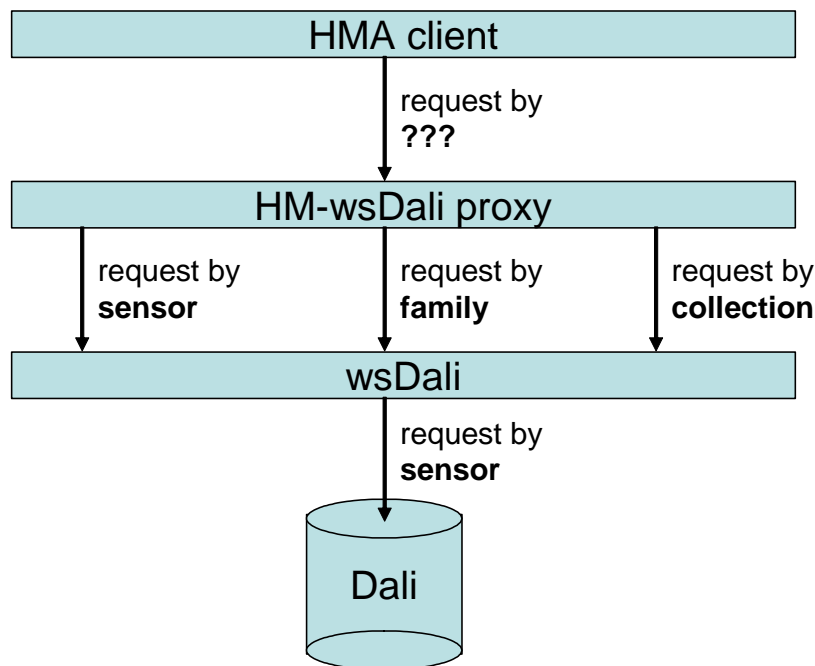 HMA client
request by
???
HM-wsDali proxy
request by
sensor
request by
family
request by
collection
wsDali
request by
sensor
Dali